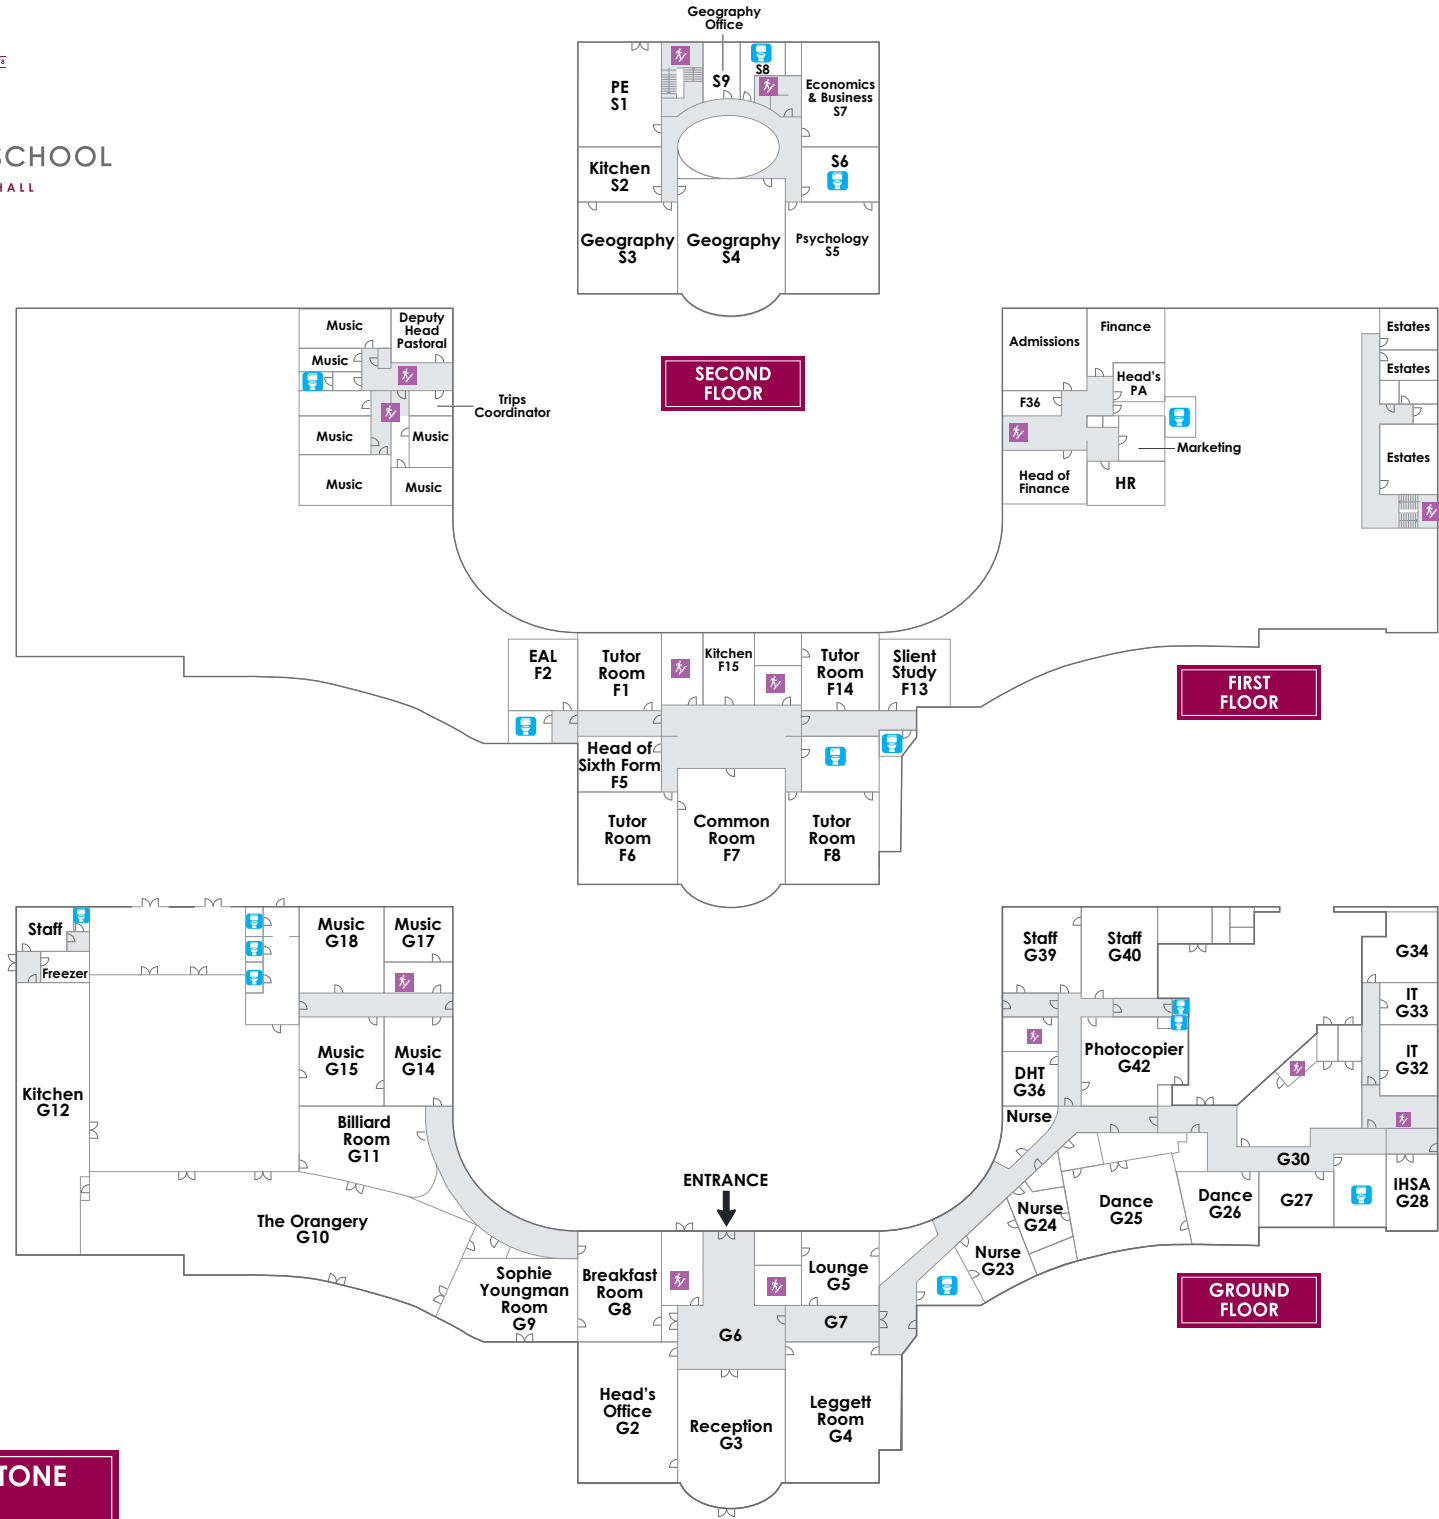 Geography
Office
S9
S8
PE
S1
Economics
& Business
S7
Kitchen
S2
S6
Geography
S3
Geography
S4
Psychology
S5
SCHOOL
HALL
SECOND
FLOOR
Music
Deputy
Head
Pastoral
Music
Trips
Coordinator
Music
Music
Music
Music
Admissions
Finance
Head's
PA
F36
Marketing
Head of
Finance
HR
Estates
Estates
Estates
EAL
F2
Tutor
Room
F1
Kitchen
F15
Tutor
Room
F14
Slient
Study
F13
Head of
Sixth Form
F5
Tutor
Room
F6
Common
Room
F7
Tutor
Room
F8
FIRST
FLOOR
Staff
Freezer
Kitchen
G12
Music
G18
Music
G17
Music
G15
Music
G14
Billiard
Room
G11
The Orangery
G10
Sophie
Youngman
Room
G9
Breakfast
Room
G8
ENTRANCE
Lounge
G5
G6
G7
Head's
Office
G2
Reception
G3
Leggett
Room
G4
Staff
G39
Staff
G40
Photocopier
G42
DHT
G36
Nurse
Nurse
G24
Nurse
G23
Dance
G25
Dance
G26
G27
G30
IHSA
G28
G34
IT
G33
IT
G32
GROUND
FLOOR
TONE